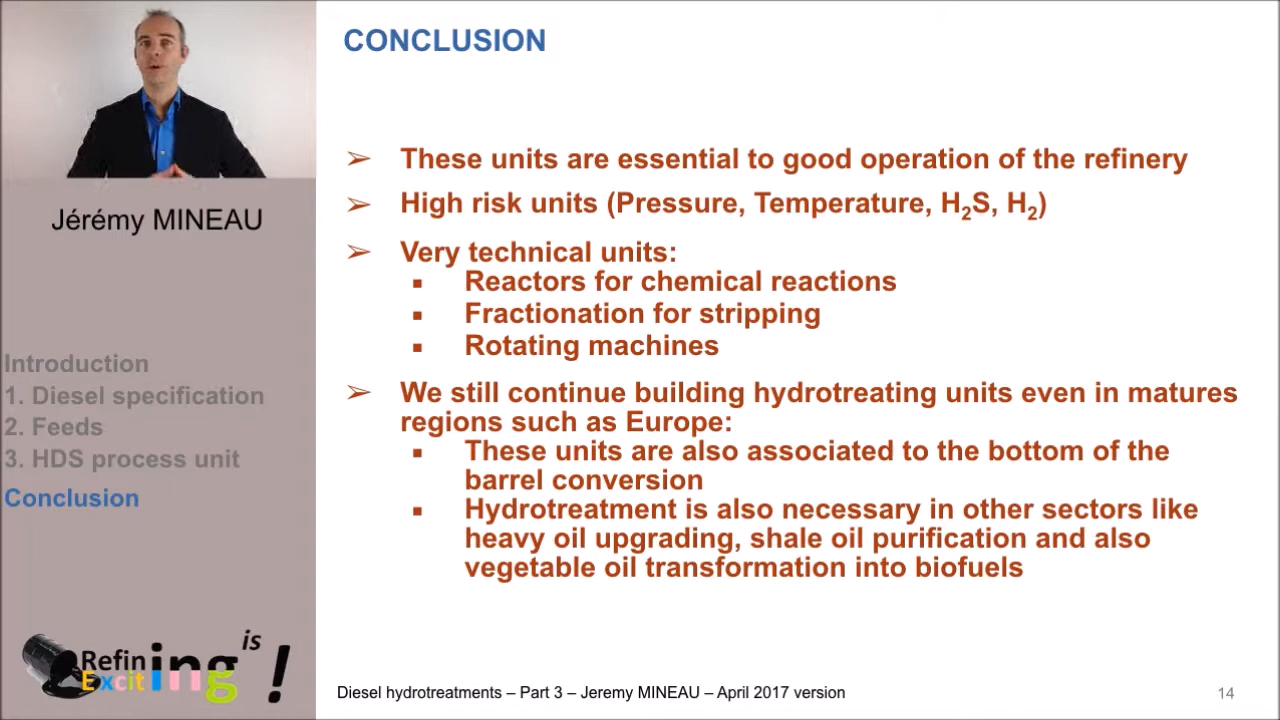 CONCLUSION
➢ These units are essential to good operation of the refinery
➢ High risk units (Pressure, Temperature, H₂S, H₂)
➢ Very technical units:
▪ Reactors for chemical reactions
▪ Fractionation for stripping
▪ Rotating machines
➢ We still continue building hydrotreating units even in matures
regions such as Europe:
▪ These units are also associated to the bottom of the
barrel conversion
▪ Hydrotreatment is also necessary in other sectors like
heavy oil upgrading, shale oil purification and also
vegetable oil transformation into biofuels
Jérémy MINEAU
Introduction
1. Diesel specification
2. Feeds
3. HDS process unit
Conclusion
Refining is
Exciting !
Diesel hydrotreatments – Part 3 – Jeremy MINEAU – April 2017 version
14